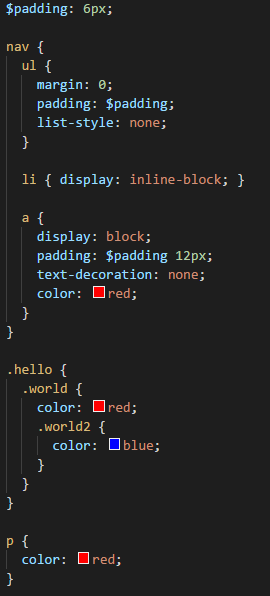 $padding: 6px;

nav {
  ul {
    margin: 0;
    padding: $padding;
    list-style: none;
  }

  li { display: inline-block; }

  a {
    display: block;
    padding: $padding 12px;
    text-decoration: none;
    color: red;
  }
}

.hello {
  .world {
    color: red;
    .world2 {
      color: blue;
    }
  }
}

p {
  color: red;
}